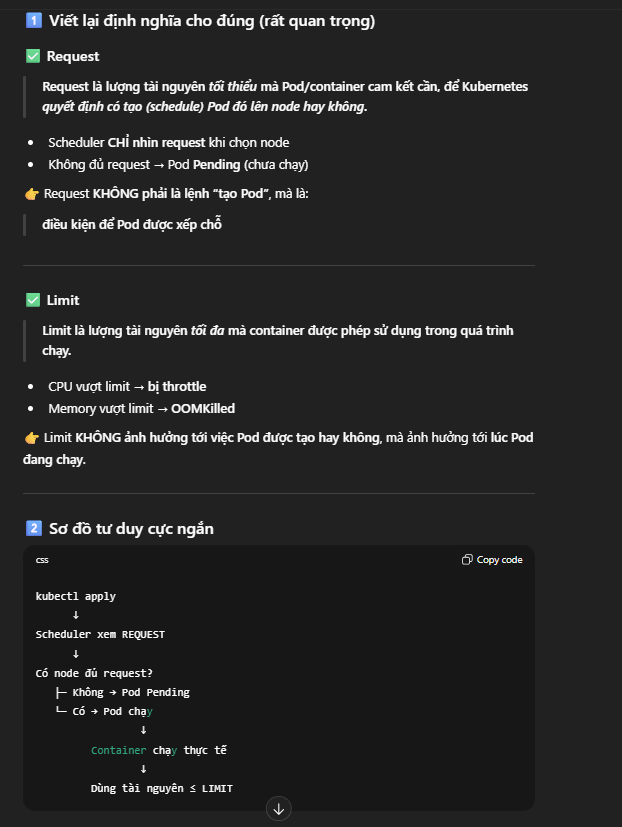 1 Viết lại định nghĩa cho đúng (rất quan trọng)
✅ Request
Request là lượng tài nguyên tối thiểu mà Pod/container cam kết cần, để Kubernetes
quyết định có tạo (schedule) Pod đó lên node hay không.
• Scheduler CHỈ nhìn request khi chọn node
• Không đủ request → Pod Pending (chưa chạy)
👉 Request KHÔNG phải là lệnh “tạo Pod”, mà là:
điều kiện để Pod được xếp chỗ
✅ Limit
Limit là lượng tài nguyên tối đa mà container được phép sử dụng trong quá trình
chạy.
• CPU vượt limit → bị throttle
• Memory vượt limit → OOMKilled
👉 Limit KHÔNG ảnh hưởng tới việc Pod được tạo hay không, mà ảnh hưởng tới lúc Pod
đang chạy.
2 Sơ đồ tư duy cực ngắn
css Copy code
kubectl apply
↓
Scheduler xem REQUEST
↓
Có node đủ request?
├─ Không → Pod Pending
└─ Có → Pod chạy
↓
Container chạy thực tế
↓
Dùng tài nguyên ≤ LIMIT